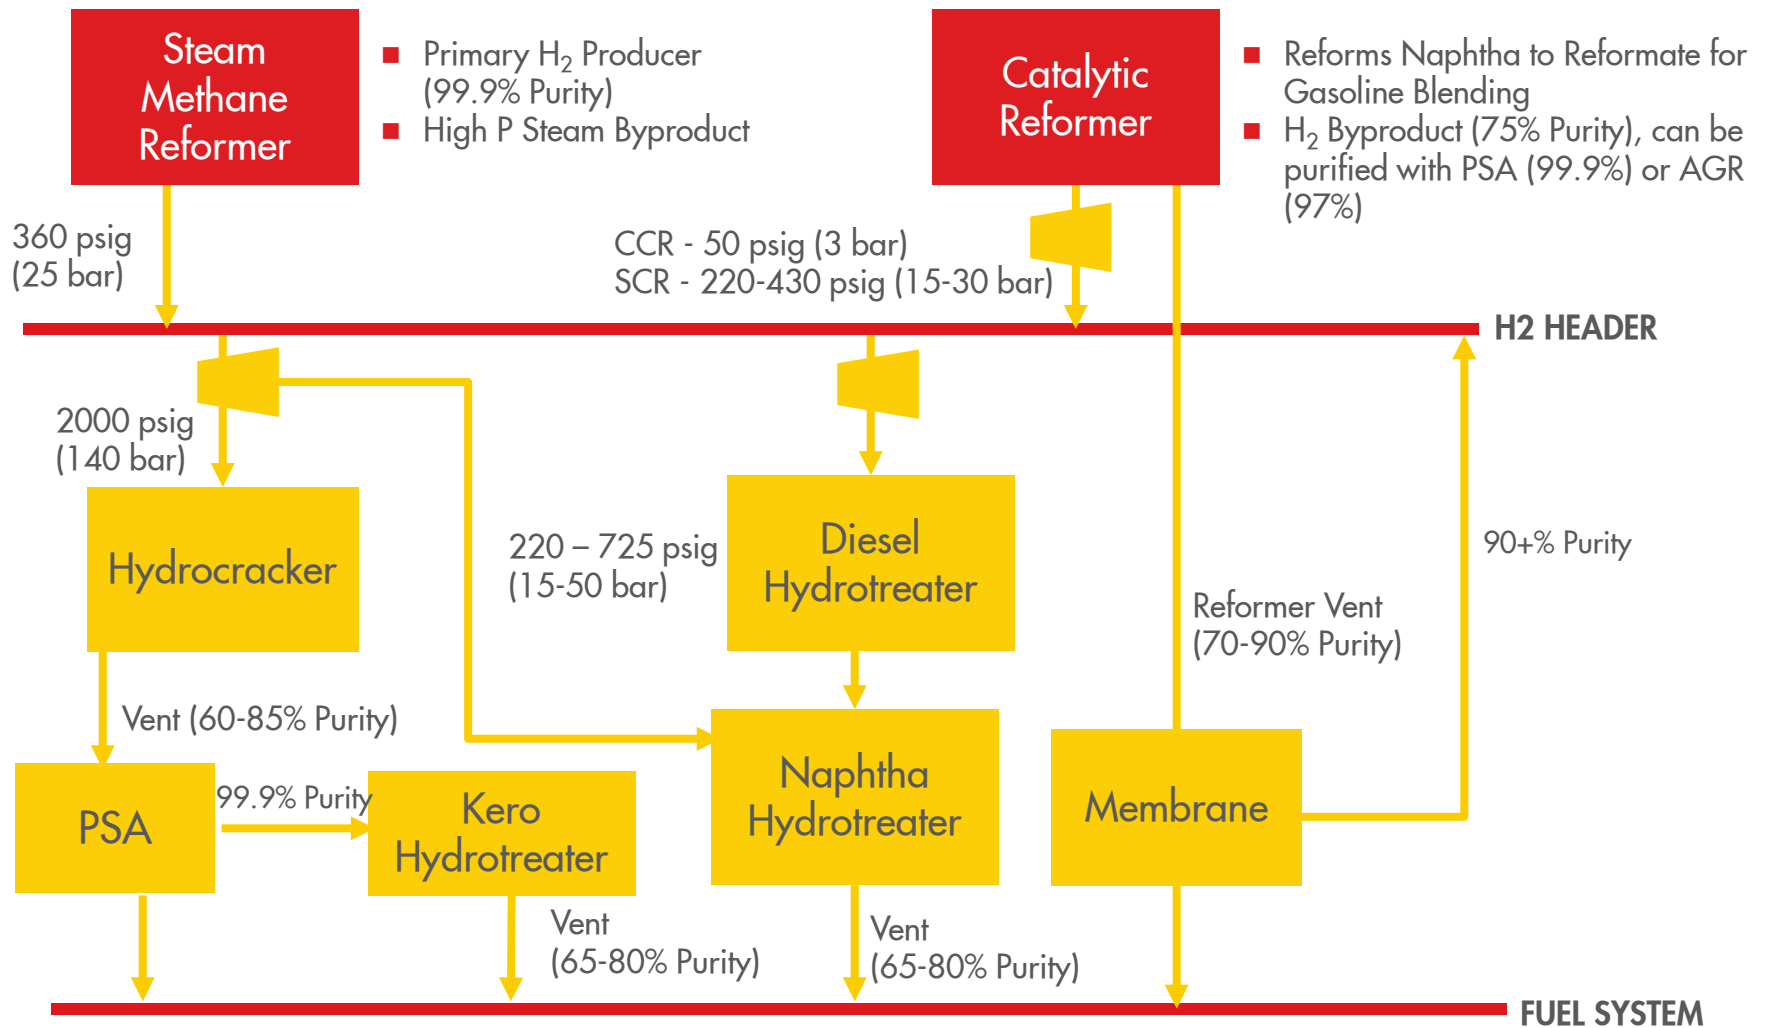 Steam
Methane
Reformer
Primary H₂ Producer
(99.9% Purity)
High P Steam Byproduct
Catalytic
Reformer
Reforms Naphtha to Reformate for
Gasoline Blending
H₂ Byproduct (75% Purity), can be
purified with PSA (99.9%) or AGR
(97%)
360 psig
(25 bar)
CCR - 50 psig (3 bar)
SCR - 220-430 psig (15-30 bar)
H2 HEADER
2000 psig
(140 bar)
Hydrocracker
220 – 725 psig
(15-50 bar)
Diesel
Hydrotreater
90+% Purity
Reformer Vent
(70-90% Purity)
Vent (60-85% Purity)
PSA
99.9% Purity
Kero
Hydrotreater
Naphtha
Hydrotreater
Membrane
Vent
(65-80% Purity)
Vent
(65-80% Purity)
FUEL SYSTEM